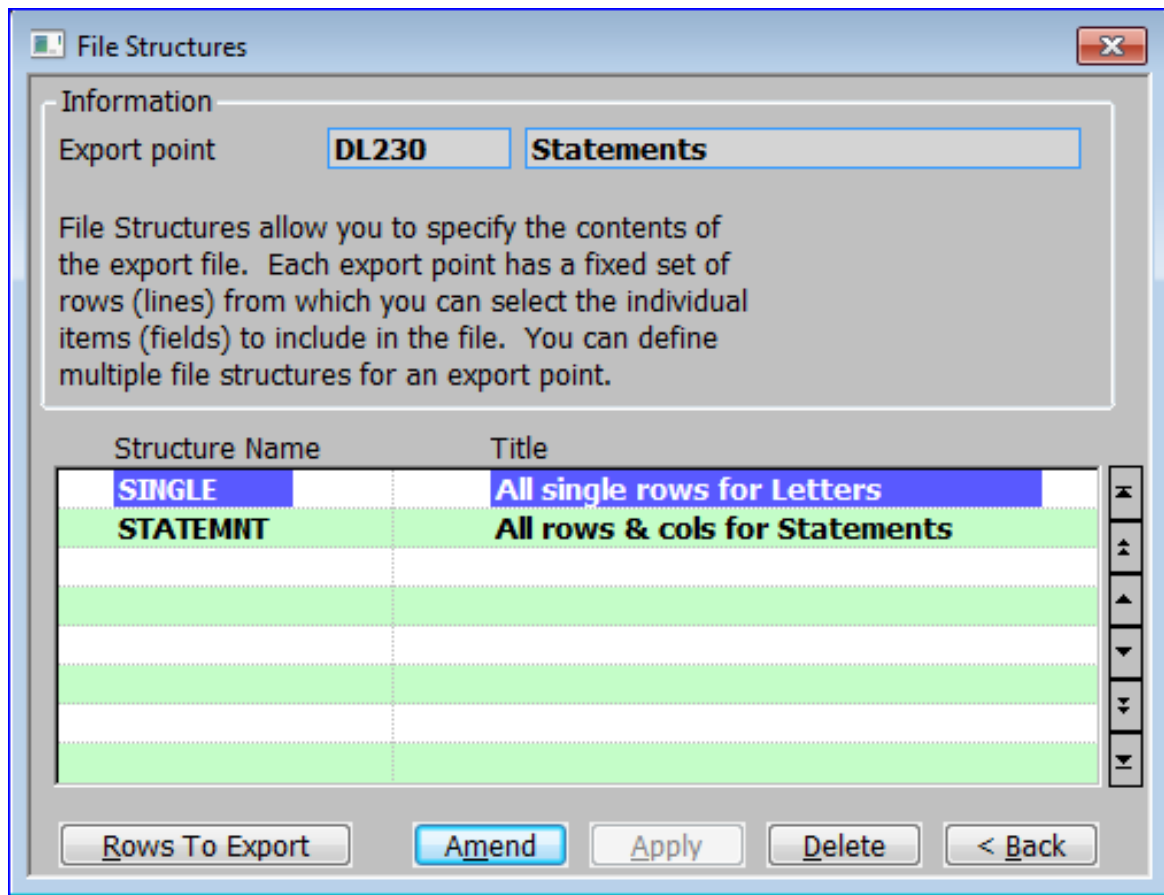 File Structures
Information
Export point DL230 Statements
File Structures allow you to specify the contents of
the export file. Each export point has a fixed set of
rows (lines) from which you can select the individual
items (fields) to include in the file. You can define
multiple file structures for an export point.
Structure Name Title
SINGLE All single rows for Letters
STATEMNT All rows & cols for Statements
Rows To Export Amend Apply Delete < Back